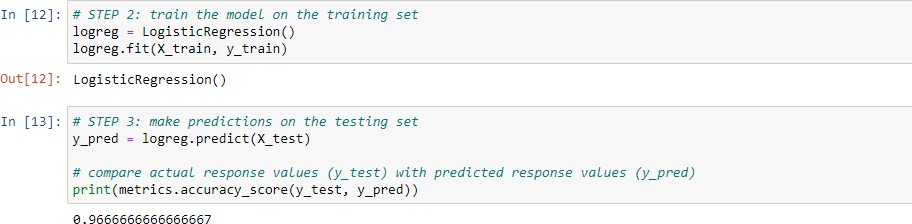 In [12]: # STEP 2: train the model on the training set
logreg = LogisticRegression()
logreg.fit(X_train, y_train)
Out[12]: LogisticRegression()
In [13]: # STEP 3: make predictions on the testing set
y_pred = logreg.predict(X_test)
# compare actual response values (y_test) with predicted response values (y_pred)
print(metrics.accuracy_score(y_test, y_pred))
0.9666666666666667